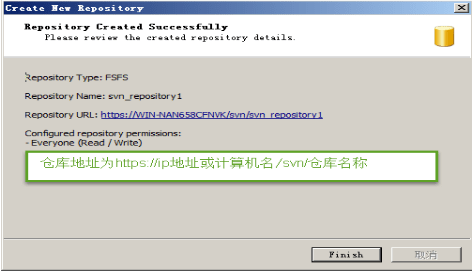 Create New Repository
Repository Created Successfully
Please review the created repository details.
Repository Type: FSFS
Repository Name: svn_repository1
Repository URL: https://WIN-NAN658CFNVK/svn/svn_repository1
Configured repository permissions:
- Everyone (Read / Write)
仓库地址为https://ip地址或计算机名/svn/仓库名称
Finish
取消